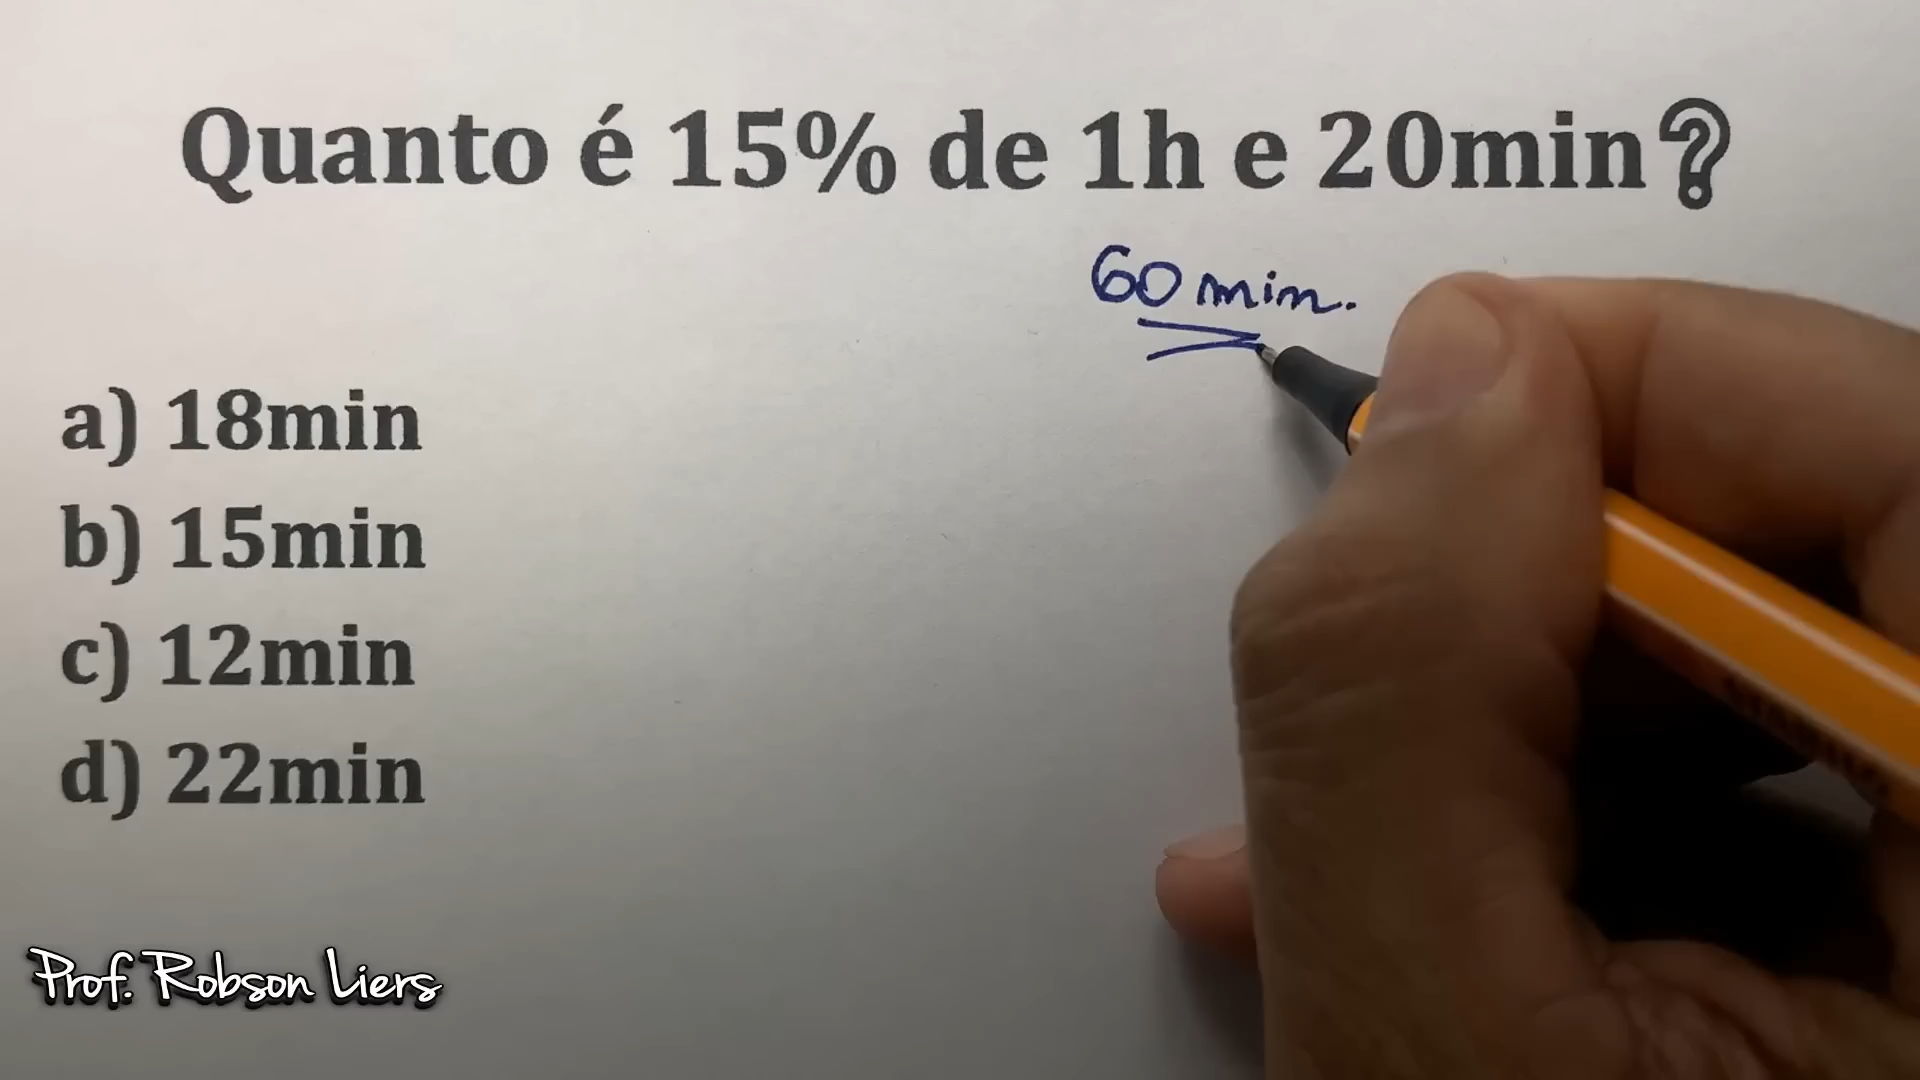 Quanto é 15% de 1h e 20min?
60 min.
a) 18min
b) 15min
c) 12min
d) 22min
Prof. Robson Liers